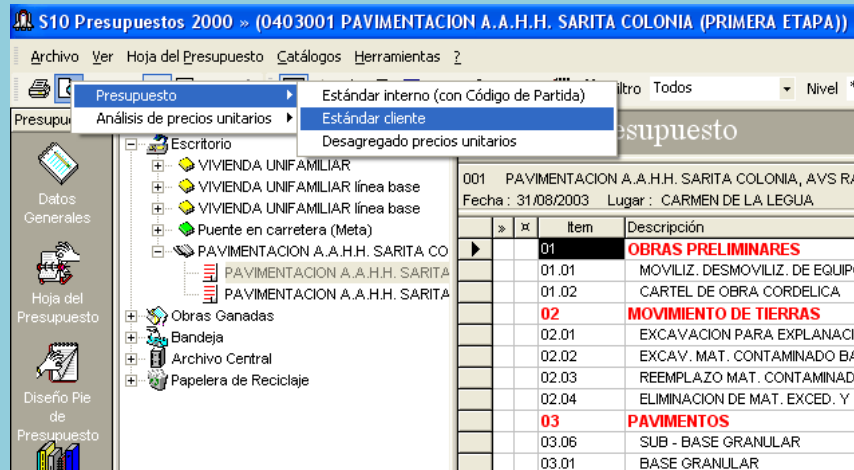 S10 Presupuestos 2000 » (0403001 PAVIMENTACION A.A.H.H. SARITA COLONIA (PRIMERA ETAPA))
Archivo Ver Hoja del Presupuesto Catálogos Herramientas ?
Todos Nivel
Presupuesto
Análisis de precios unitarios
Estándar interno (con Código de Partida)
Estándar cliente
Desagregado precios unitarios
Datos
Generales
Hoja del
Presupuesto
Diseño Pie
de
Presupuesto
Escritorio
VIVIENDA UNIFAMILIAR
VIVIENDA UNIFAMILIAR línea base
VIVIENDA UNIFAMILIAR línea base
Puente en carretera (Meta)
PAVIMENTACION A.A.H.H. SARITA CO
PAVIMENTACION A.A.H.H. SARITA
PAVIMENTACION A.A.H.H. SARITA
Obras Ganadas
Bandeja
Archivo Central
Papelera de Reciclaje
001 PAVIMENTACION A.A.H.H. SARITA COLONIA, AVS RA
Fecha : 31/08/2003 Lugar : CARMEN DE LA LEGUA
» ¤ Item Descripción
01 OBRAS PRELIMINARES
01.01 MOVILIZ. DESMOVILIZ. DE EQUIPO
01.02 CARTEL DE OBRA CORDELICA
02 MOVIMIENTO DE TIERRAS
02.01 EXCAVACION PARA EXPLANACI
02.02 EXCAV. MAT. CONTAMINADO BA
02.03 REEMPLAZO MAT. CONTAMINAD
02.04 ELIMINACION DE MAT. EXCED. Y
03 PAVIMENTOS
03.06 SUB - BASE GRANULAR
03.01 BASE GRANULAR